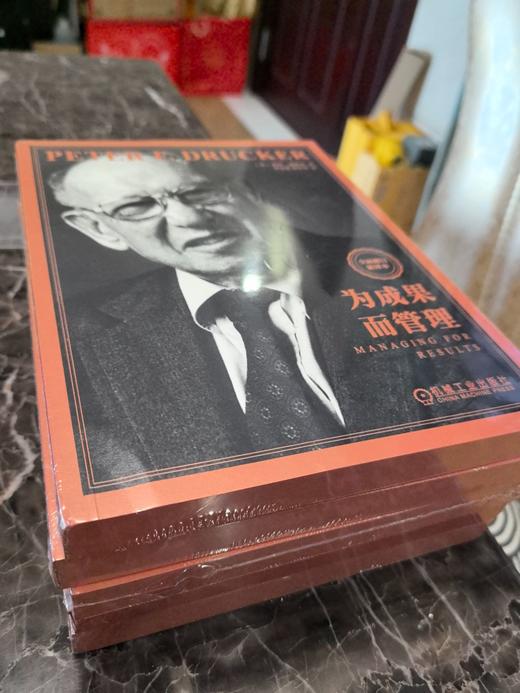 PETER F. DRUCKER
为成果
而管理
MANAGING FOR
RESULTS
机械工业出版社
CHINA MACHINE PRESS